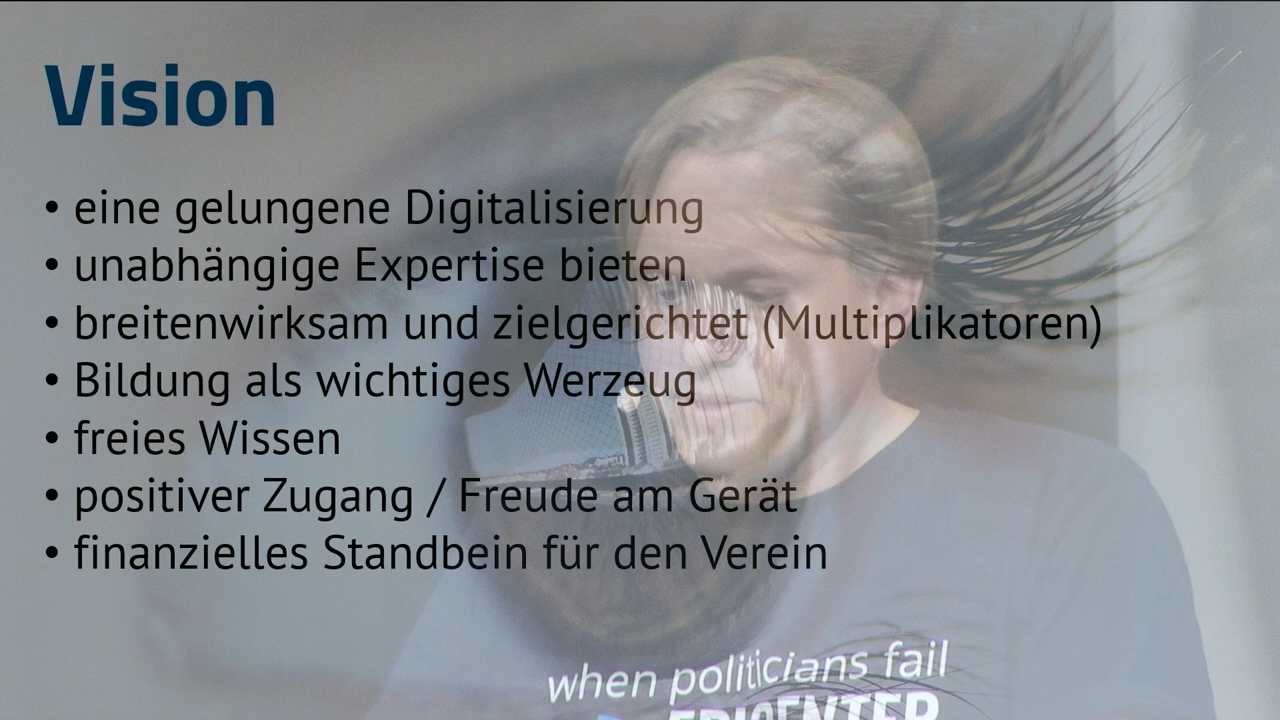 Vision
• eine gelungene Digitalisierung
• unabhängige Expertise bieten
• breitenwirksam und zielgerichtet (Multiplikatoren)
• Bildung als wichtiges Werzeug
• freies Wissen
• positiver Zugang / Freude am Gerät
• finanzielles Standbein für den Verein
when politicians fail
EPICENTER